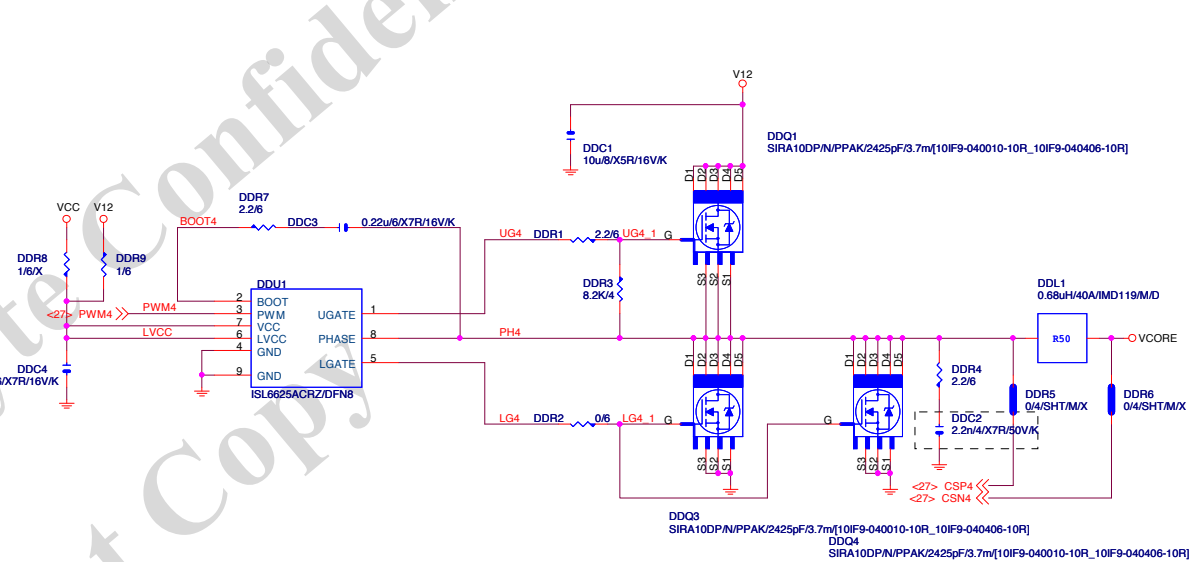 te Confiden
t Copy
V12
DDC1
10u/8/X5R/16V/K
DDQ1
SIRA10DP/N/PPAK/2425pF/3.7m/[10IF9-040010-10R_10IF9-040406-10R]
D1
D2
D3
D4
D5
G
S3
S2
S1
VCC
V12
DDR8
1/6/X
DDR9
1/6
BOOT4
DDR7
2.2/6
DDC3
0.22u/6/X7R/16V/K
UG4
DDR1
2.2/6
UG4_1
DDR3
8.2K/4
<27>
PWM4
PWM4
LVCC
DDC4
6/X7R/16V/K
DDU1
2
BOOT
3
PWM
7
VCC
6
LVCC
4
GND
9
GND
UGATE
1
PHASE
8
LGATE
5
ISL6625ACRZ/DFN8
PH4
LG4
DDR2
0/6
LG4_1
D1
D2
D3
D4
D5
G
S3
S2
S1
D1
D2
D3
D4
D5
G
S3
S2
S1
DDR4
2.2/6
DDC2
2.2n/4/X7R/50V/K
DDL1
0.68uH/40A/IMD119/M/D
R50
VCORE
DDR5
0/4/SHT/M/X
DDR6
0/4/SHT/M/X
<27> CSP4
<27> CSN4
DDQ3
SIRA10DP/N/PPAK/2425pF/3.7m/[10IF9-040010-10R_10IF9-040406-10R]
DDQ4
SIRA10DP/N/PPAK/2425pF/3.7m/[10IF9-040010-10R_10IF9-040406-10R]